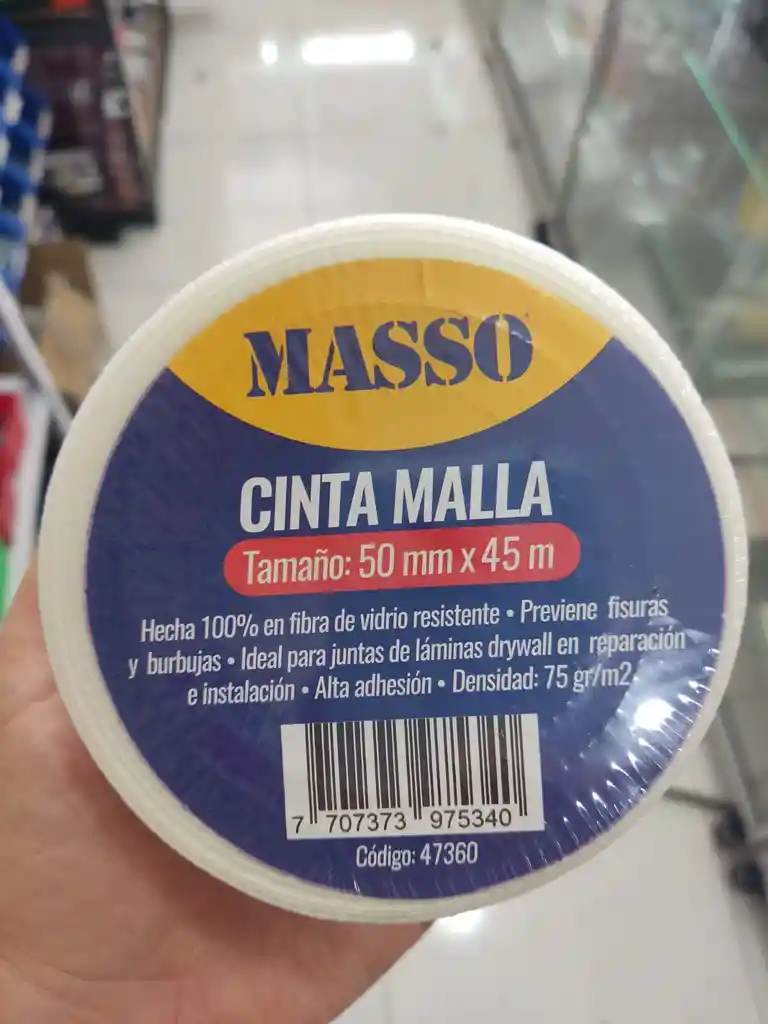 MASSO
CINTA MALLA
Tamaño: 50 mm x 45 m
Hecha 100% en fibra de vidrio resistente • Previene fisuras
y burbujas • Ideal para juntas de láminas drywall en reparación
e instalación • Alta adhesión • Densidad: 75 gr/m2
7 707373 975340
Código: 47360